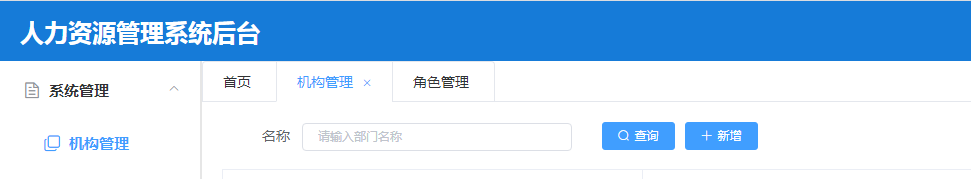 人力资源管理系统后台
系统管理
首页 机构管理 × 角色管理
名称 请输入部门名称 查询 新增
机构管理